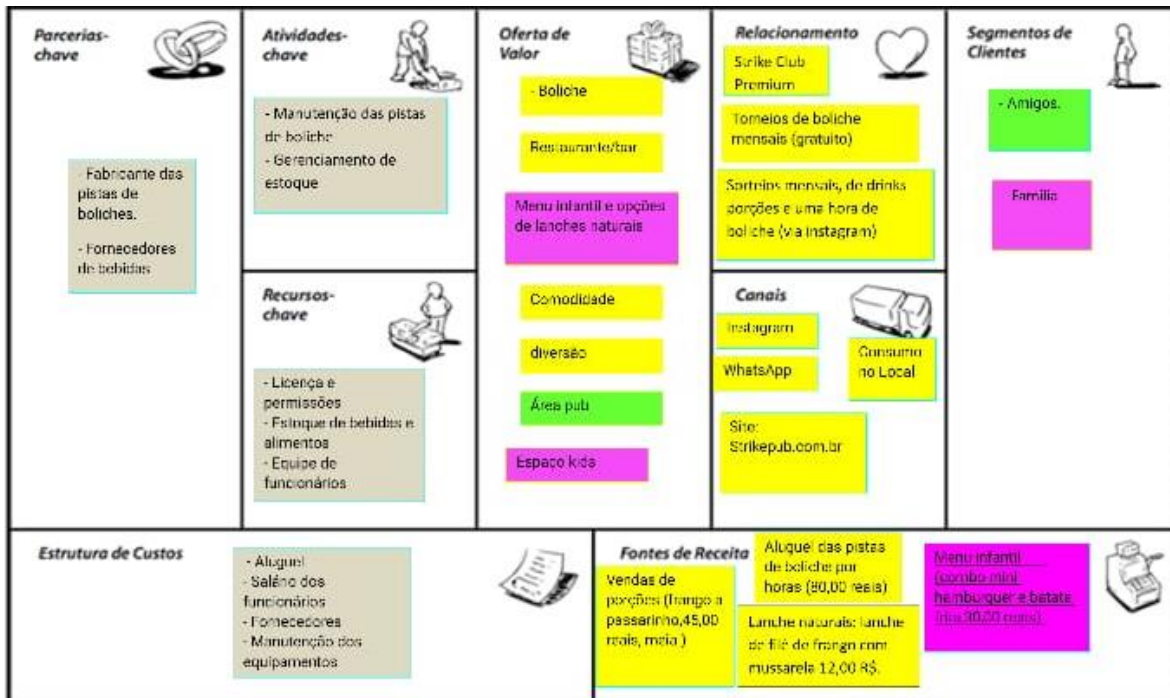 Parcerias-
chave
- Fabricante das
pistas de
boliches.
- Fornecedores
de bebidas
Atividades-
chave
- Manutenção das pistas
de boliche
- Gerenciamento de
estoque
Recursos-
chave
- Licença e
permissões
- Estoque de bebidas e
alimentos
- Equipe de
funcionários
Oferta de
Valor
- Boliche
Restaurante/bar
Menu infantil e opções
de lanches naturais
Comodidade
diversão
Área pub
Espaço kids
Relacionamento
Strike Club
Premium
Torneios de boliche
mensais (gratuito)
Sorteios mensais, de drinks
porções e uma hora de
boliche (via instagram)
Canais
Instagram
WhatsApp
Consumo
no Local
Site:
Strikepub.com.br
Segmentos de
Clientes
- Amigos.
Família
Estrutura de Custos
- Aluguel
- Salário dos
funcionários
- Fornecedores
- Manutenção dos
equipamentos
Fontes de Receita
Vendas de
porções (frango a
passarinho,45,00
reais, meia )
Aluguel das pistas
de boliche por
horas (80,00 reais)
Lanche naturais: lanche
de filé de frango com
mussarela 12,00 R$.
Menu infantil
(combo mini
hamburguer e batata
30,00 reais)